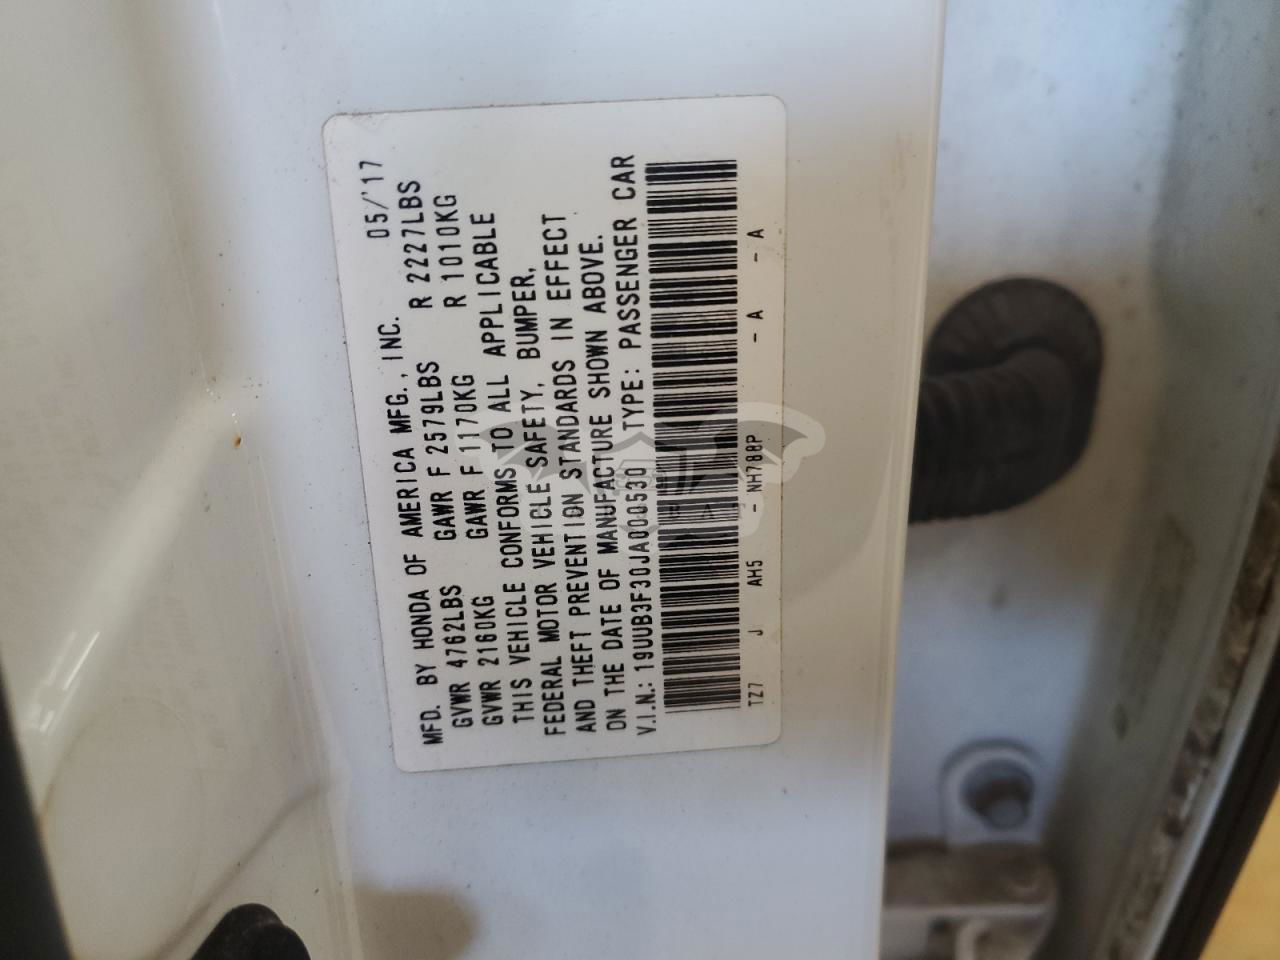 MFD. BY HONDA OF AMERICA MFG., INC. 05/'17
GVWR 4762LBS GAWR F 2579LBS R 2227LBS
GVWR 2160KG GAWR F 1170KG R 1010KG
THIS VEHICLE CONFORMS TO ALL APPLICABLE
FEDERAL MOTOR VEHICLE SAFETY, BUMPER,
AND THEFT PREVENTION STANDARDS IN EFFECT
ON THE DATE OF MANUFACTURE SHOWN ABOVE.
V.I.N.: 19UUB3F30JA000530 TYPE: PASSENGER CAR
TZ7 J AH5 - NH788P - A - A